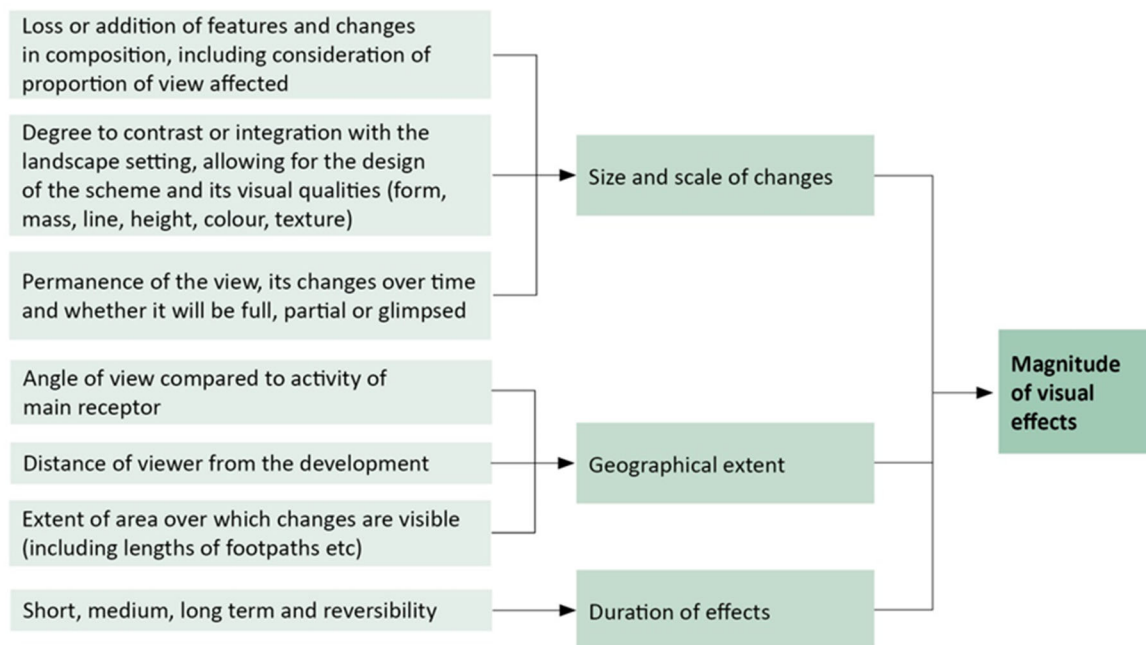 Loss or addition of features and changes
in composition, including consideration of
proportion of view affected
Degree to contrast or integration with the
landscape setting, allowing for the design
of the scheme and its visual qualities (form,
mass, line, height, colour, texture)
Permanence of the view, its changes over time
and whether it will be full, partial or glimpsed
Size and scale of changes
Angle of view compared to activity of
main receptor
Distance of viewer from the development
Extent of area over which changes are visible
(including lengths of footpaths etc)
Geographical extent
Short, medium, long term and reversibility
Duration of effects
Magnitude
of visual
effects